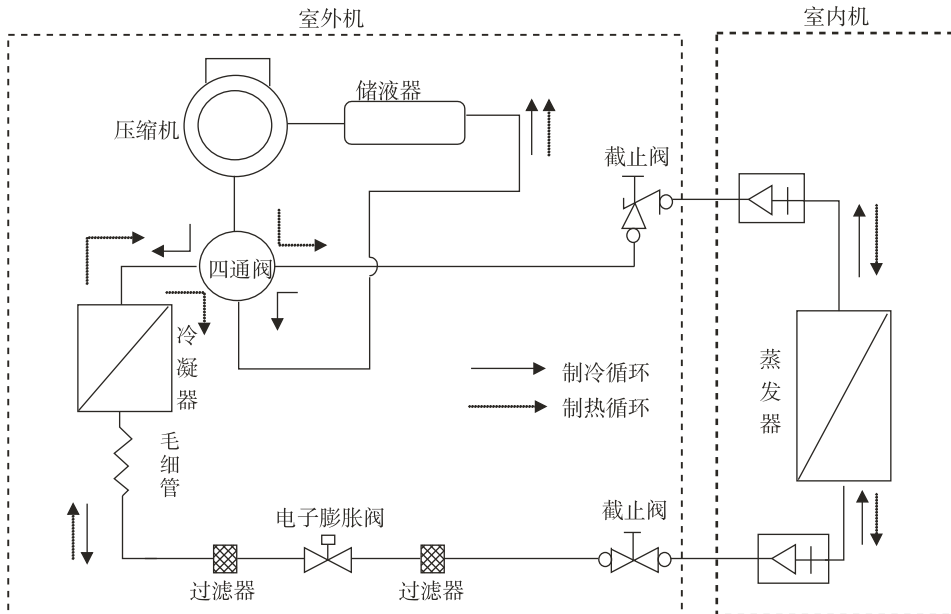 室外机
室内机
储液器
压缩机
截止阀
四通阀
冷凝器
蒸发器
制冷循环
制热循环
毛细管
电子膨胀阀
截止阀
过滤器
过滤器